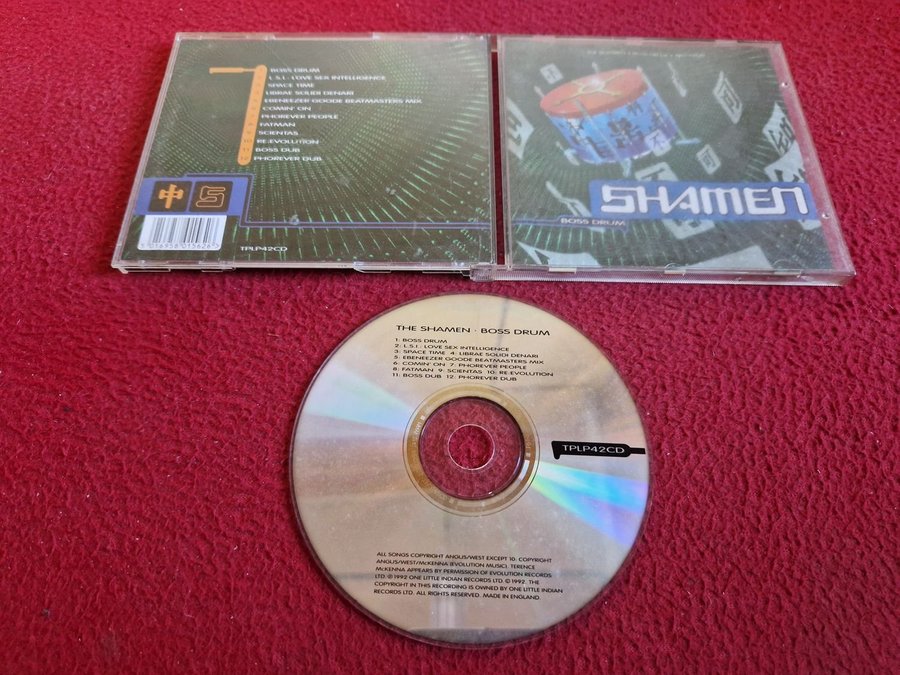 BOSS DRUM
L.S.I.: LOVE SEX INTELLIGENCE
SPACE TIME
LIBRAE SOLIDI DENARI
EBENEEZER GOODE BEATMASTERS MIX
COMIN' ON
PHOREVER PEOPLE
FATMAN
SCIENTAS
10 RE:EVOLUTION
11 BOSS DUB
12 PHOREVER DUB
5 016958 015626
TPLP42CD
SHAMEN
BOSS DRUM
THE SHAMEN · BOSS DRUM
1: BOSS DRUM
2: L.S.I.: LOVE SEX INTELLIGENCE
3: SPACE TIME 4: LIBRAE SOLIDI DENARI
5: EBENEEZER GOODE BEATMASTERS MIX
6: COMIN' ON 7: PHOREVER PEOPLE
8: FATMAN 9: SCIENTAS 10: RE:EVOLUTION
11: BOSS DUB 12: PHOREVER DUB
TPLP42CD
ALL SONGS COPYRIGHT ANGUS/WEST EXCEPT 10: COPYRIGHT
ANGUS/WEST/McKENNA (EVOLUTION MUSIC). TERENCE
McKENNA APPEARS BY PERMISSION OF EVOLUTION RECORDS
LTD. ℗ 1992 ONE LITTLE INDIAN RECORDS LTD. © 1992. THE
COPYRIGHT IN THIS RECORDING IS OWNED BY ONE LITTLE INDIAN
RECORDS LTD. ALL RIGHTS RESERVED. MADE IN ENGLAND.